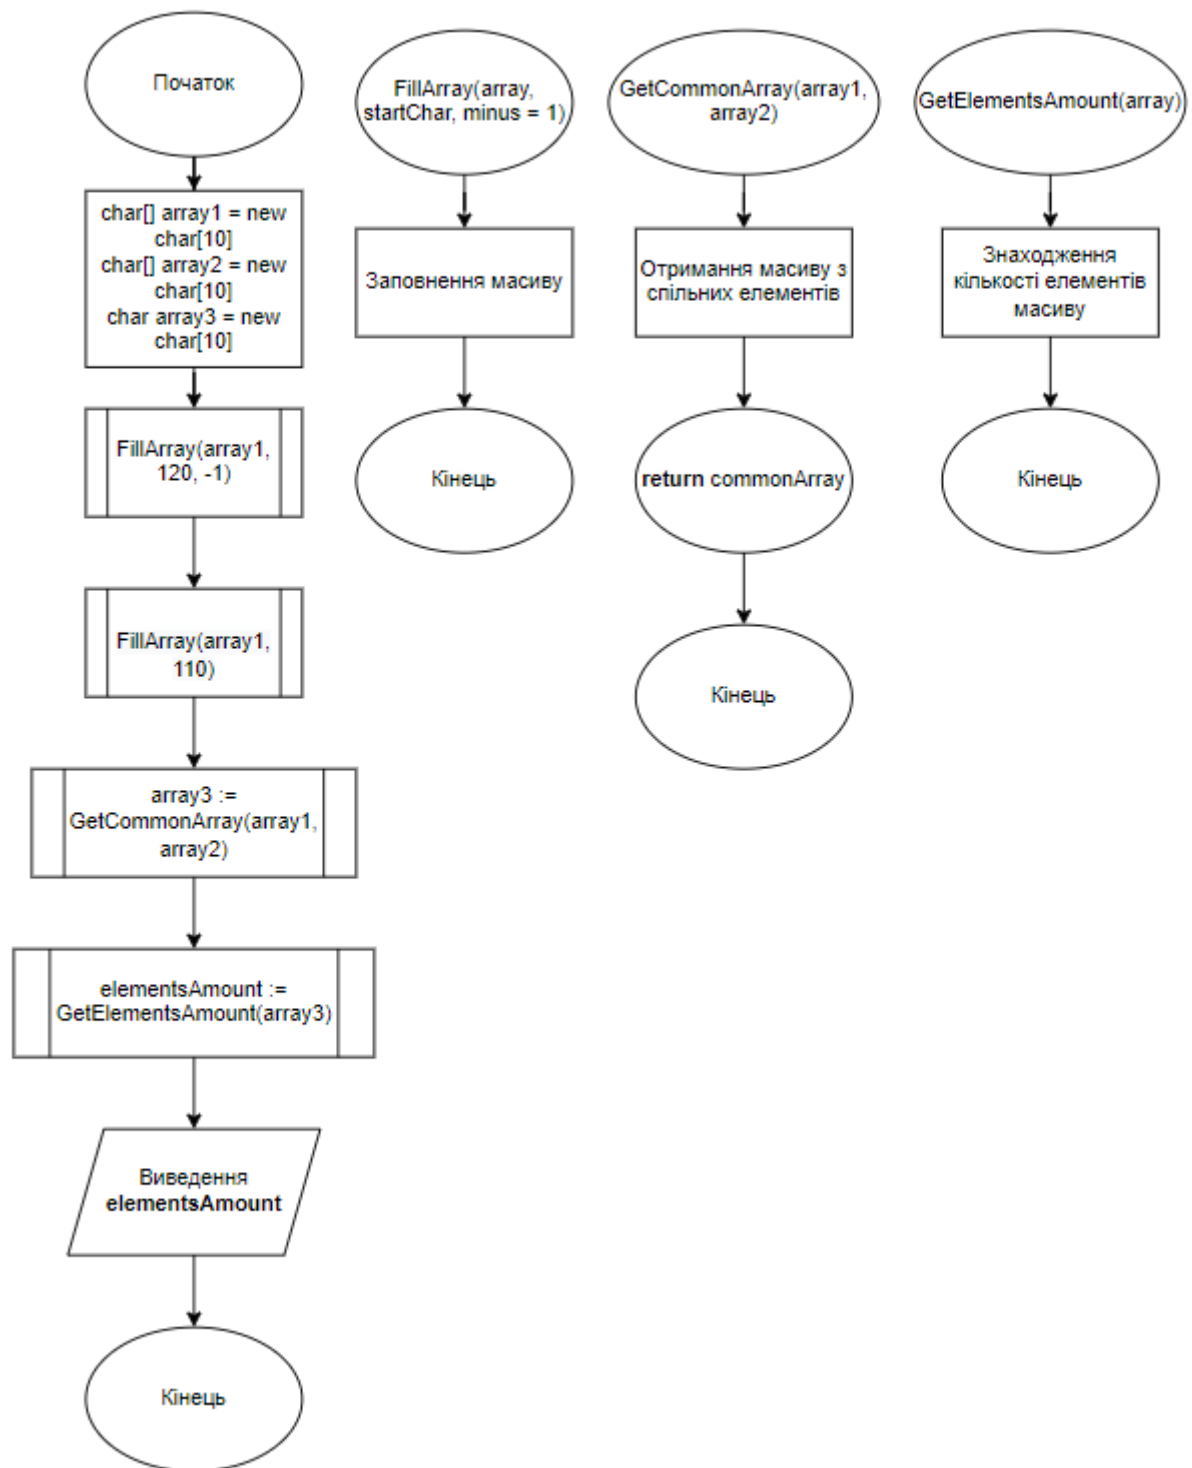 Початок
char[] array1 = new
char[10]
char[] array2 = new
char[10]
char array3 = new
char[10]
FillArray(array1,
120, -1)
FillArray(array1,
110)
array3 :=
GetCommonArray(array1,
array2)
elementsAmount :=
GetElementsAmount(array3)
Виведення
elementsAmount
Кінець
FillArray(array,
startChar, minus = 1)
Заповнення масиву
Кінець
GetCommonArray(array1,
array2)
Отримання масиву з
спільних елементів
return commonArray
Кінець
GetElementsAmount(array)
Знаходження
кількості елементів
масиву
Кінець